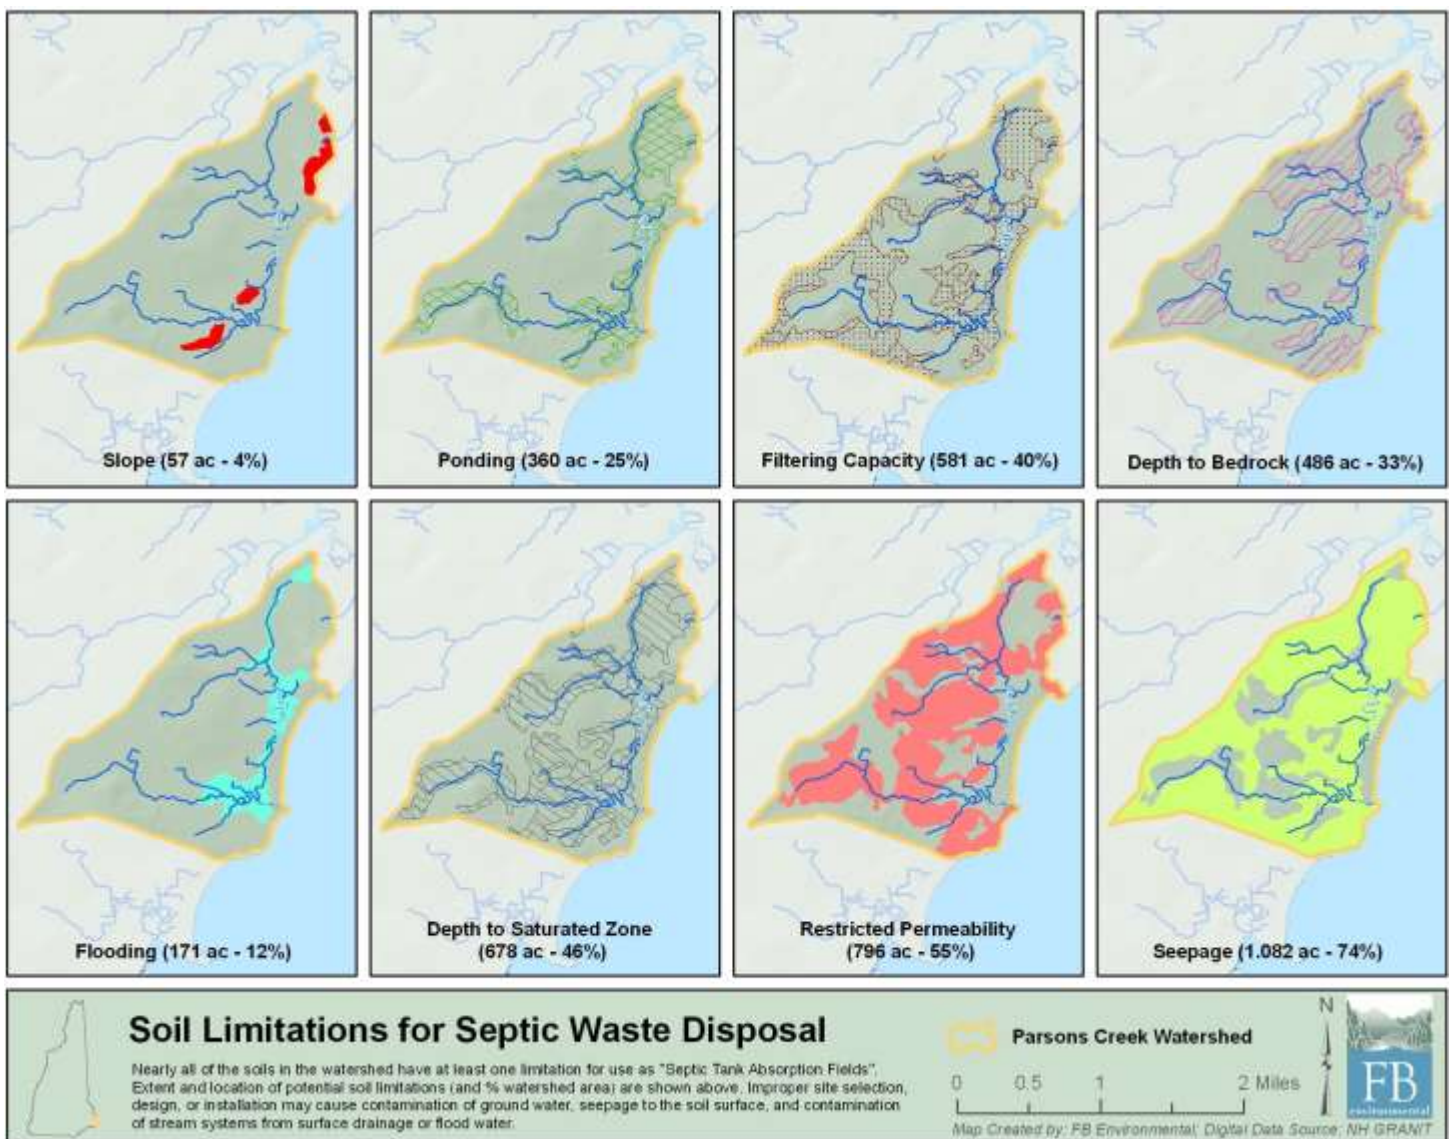 Slope (57 ac - 4%)
Ponding (360 ac - 25%)
Filtering Capacity (581 ac - 40%)
Depth to Bedrock (486 ac - 33%)
Flooding (171 ac - 12%)
Depth to Saturated Zone
(678 ac - 46%)
Restricted Permeability
(796 ac - 55%)
Seepage (1.082 ac - 74%)
Soil Limitations for Septic Waste Disposal
Nearly all of the soils in the watershed have at least one limitation for use as "Septic Tank Absorption Fields".
Extent and location of potential soil limitations (and % watershed area) are shown above. Improper site selection,
design, or installation may cause contamination of ground water, seepage to the soil surface, and contamination
of stream systems from surface drainage or flood water.
Parsons Creek Watershed
0 0.5 1 2 Miles
Map Created by: FB Environmental; Digital Data Source: NH GRANIT
N
FB
environmental